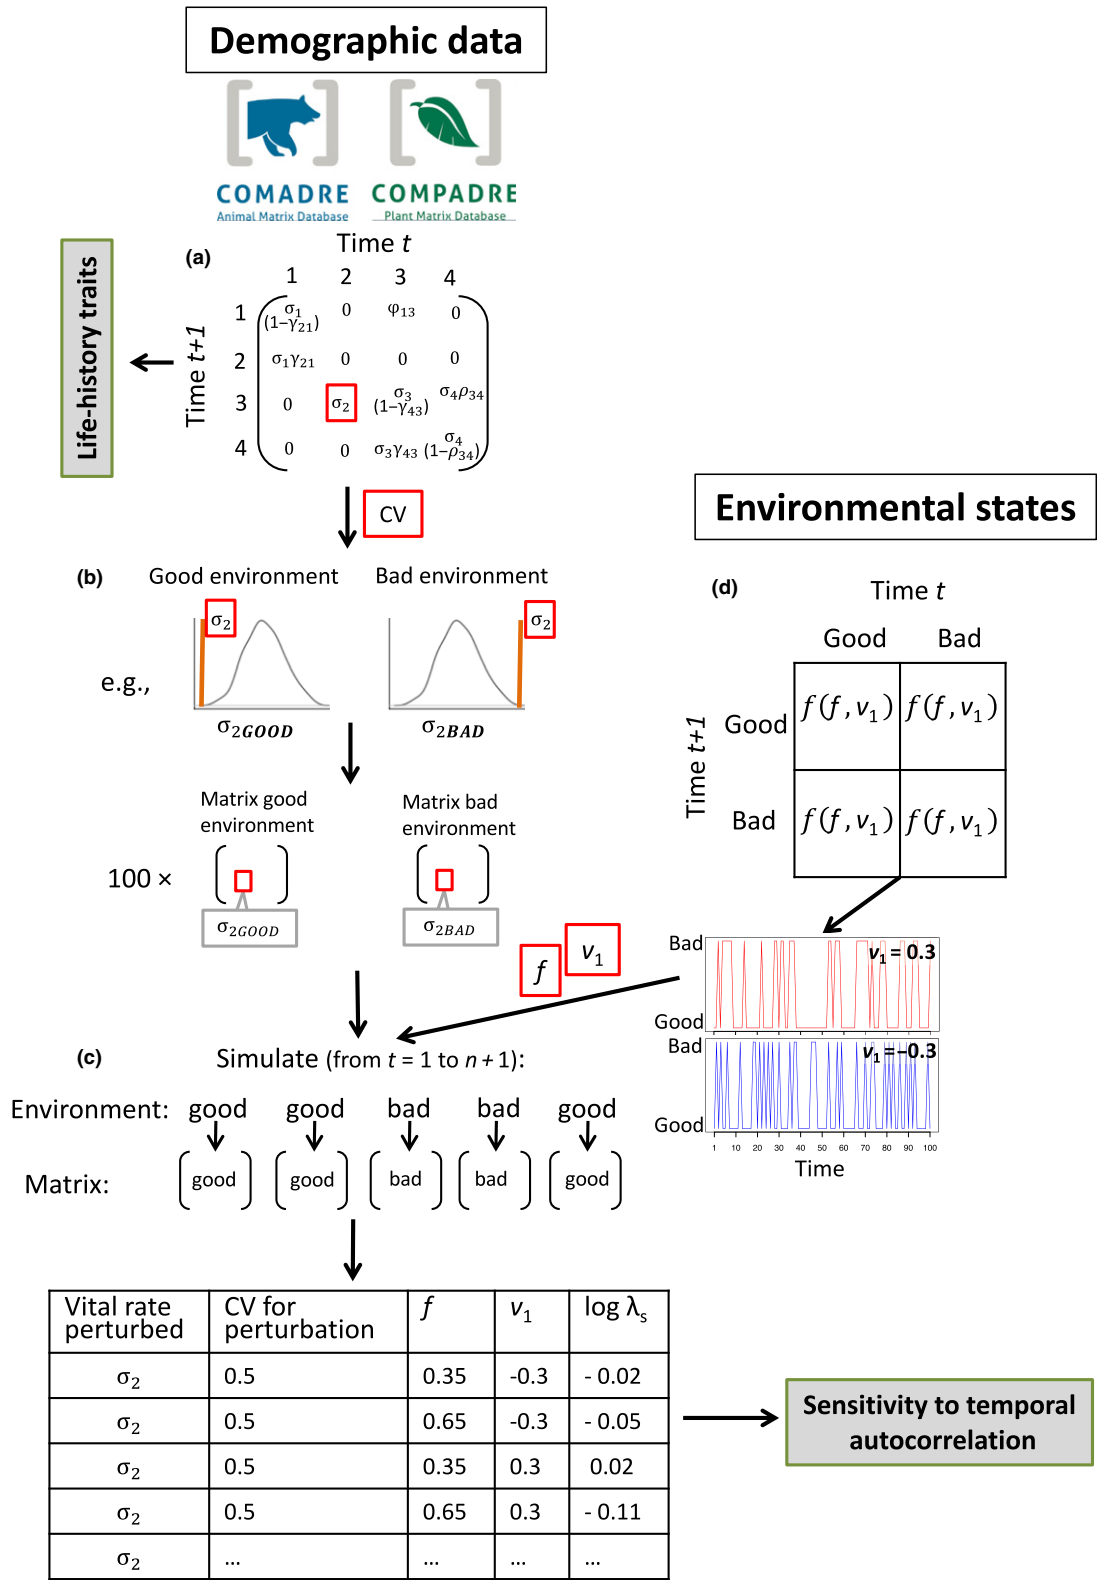 Demographic data
COMADRE
Animal Matrix Database
COMPADRE
Plant Matrix Database
Life-history traits
(a)
Time t
1 2 3 4
Time t+1
1 σ₁ (1−γ₂₁) 0 φ₁₃ 0
2 σ₁γ₂₁ 0 0 0
3 0 σ₂ σ₃ (1−γ₄₃) σ₄ρ₃₄
4 0 0 σ₃γ₄₃ σ₄ (1−ρ₃₄)
CV
(b)
Good environment
Bad environment
σ₂
σ₂
e.g.,
σ₂GOOD
σ₂BAD
Matrix good
environment
Matrix bad
environment
100 ×
σ₂GOOD
σ₂BAD
Environmental states
(d)
Time t
Good Bad
Time t+1
Good f(f, v₁) f(f, v₁)
Bad f(f, v₁) f(f, v₁)
f
v₁
Bad
v₁ = 0.3
Good
Bad
v₁ =−0.3
Good
1 10 20 30 40 50 60 70 80 90 100
Time
(c)
Simulate (from t = 1 to n + 1):
Environment: good good bad bad good
Matrix: good good bad bad good
Vital rate perturbed CV for perturbation f v₁ log λₛ
σ₂ 0.5 0.35 -0.3 - 0.02
σ₂ 0.5 0.65 -0.3 - 0.05
σ₂ 0.5 0.35 0.3 0.02
σ₂ 0.5 0.65 0.3 - 0.11
σ₂ ... ... ... ...
Sensitivity to temporal
autocorrelation